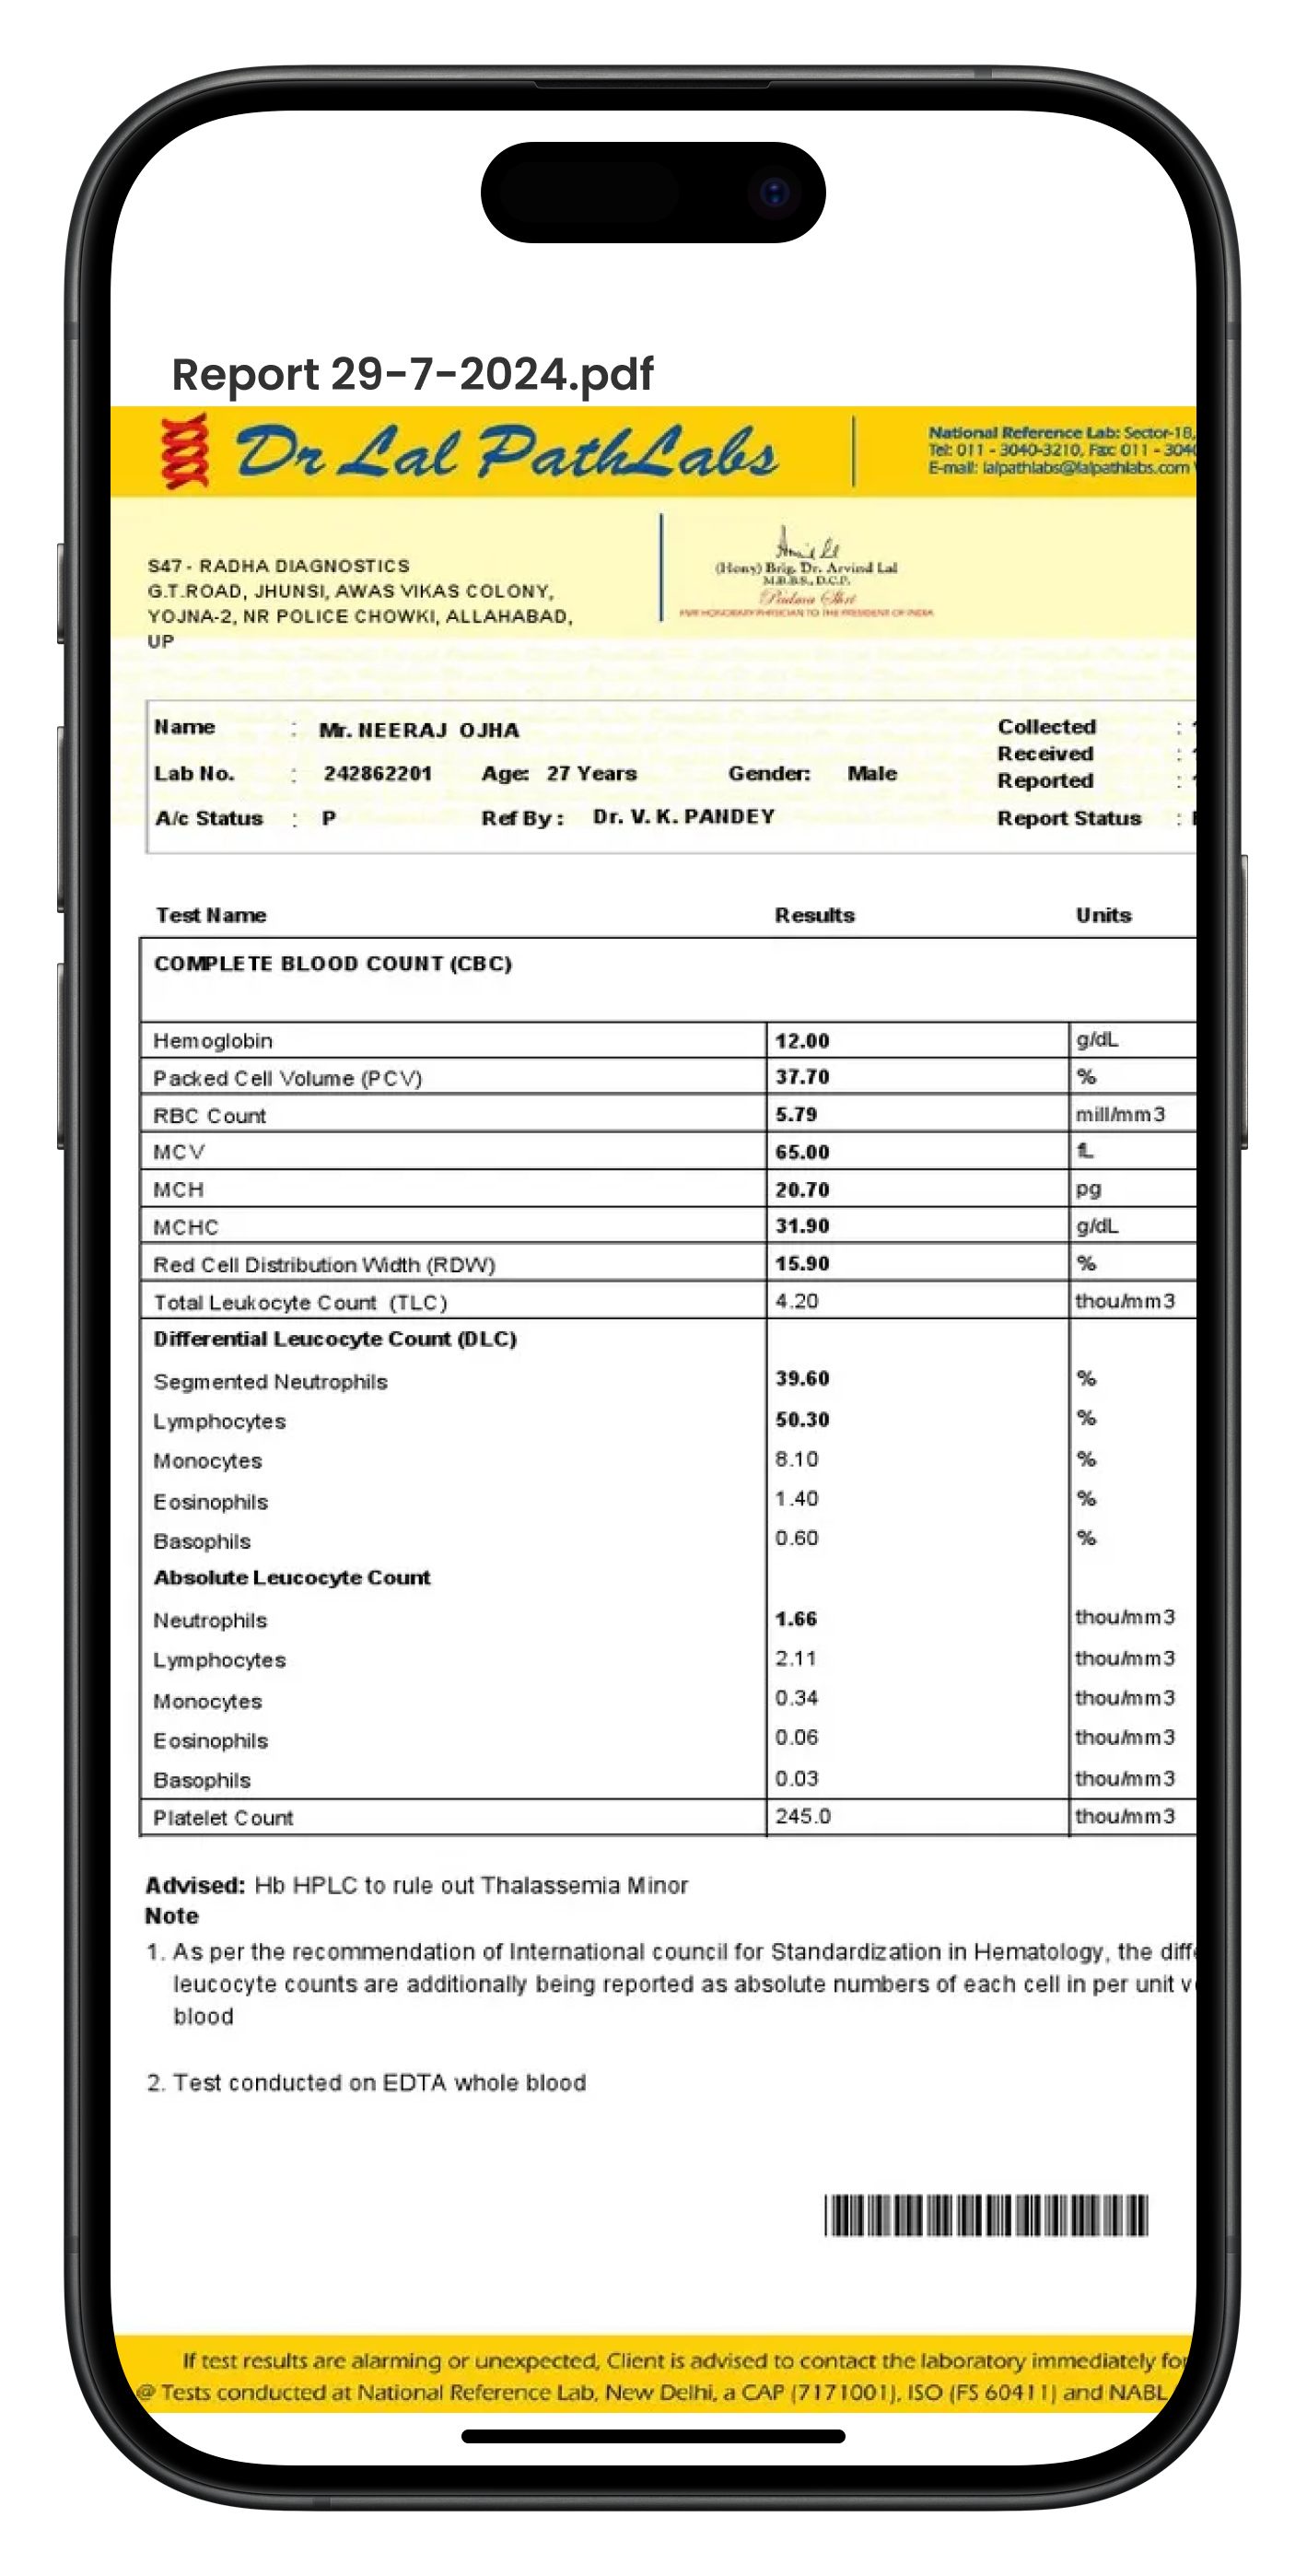 Report 29-7-2024.pdf
Dr Lal PathLabs
National Reference Lab: Sector-18,
Tel: 011 - 3040-3210, Fax: 011 - 304
E-mail: lalpathlabs@lalpathlabs.com
S47 - RADHA DIAGNOSTICS
G.T.ROAD, JHUNSI, AWAS VIKAS COLONY,
YOJNA-2, NR POLICE CHOWKI, ALLAHABAD,
UP
(Hony) Brig. Dr. Arvind Lal
M.B.B.S., D.C.P.
Padma Shri
HONORARY PHYSICIAN TO THE PRESIDENT OF INDIA
Name : Mr. NEERAJ OJHA Collected :
Received :
Lab No. : 242862201 Age: 27 Years Gender: Male
Reported :
A/c Status : P Ref By : Dr. V. K. PANDEY Report Status :
Test Name Results Units
COMPLETE BLOOD COUNT (CBC)
Hemoglobin 12.00 g/dL
Packed Cell Volume (PCV) 37.70 %
RBC Count 5.79 mill/mm3
MCV 65.00 fL
MCH 20.70 pg
MCHC 31.90 g/dL
Red Cell Distribution Width (RDW) 15.90 %
Total Leukocyte Count (TLC) 4.20 thou/mm3
Differential Leucocyte Count (DLC)
Segmented Neutrophils 39.60 %
Lymphocytes 50.30 %
Monocytes 8.10 %
Eosinophils 1.40 %
Basophils 0.60 %
Absolute Leucocyte Count
Neutrophils 1.66 thou/mm3
Lymphocytes 2.11 thou/mm3
Monocytes 0.34 thou/mm3
Eosinophils 0.06 thou/mm3
Basophils 0.03 thou/mm3
Platelet Count 245.0 thou/mm3
Advised: Hb HPLC to rule out Thalassemia Minor
Note
1. As per the recommendation of International council for Standardization in Hematology, the diffe
leucocyte counts are additionally being reported as absolute numbers of each cell in per unit v
blood
2. Test conducted on EDTA whole blood
If test results are alarming or unexpected, Client is advised to contact the laboratory immediately for
@ Tests conducted at National Reference Lab, New Delhi, a CAP (7171001), ISO (FS 60411) and NABL